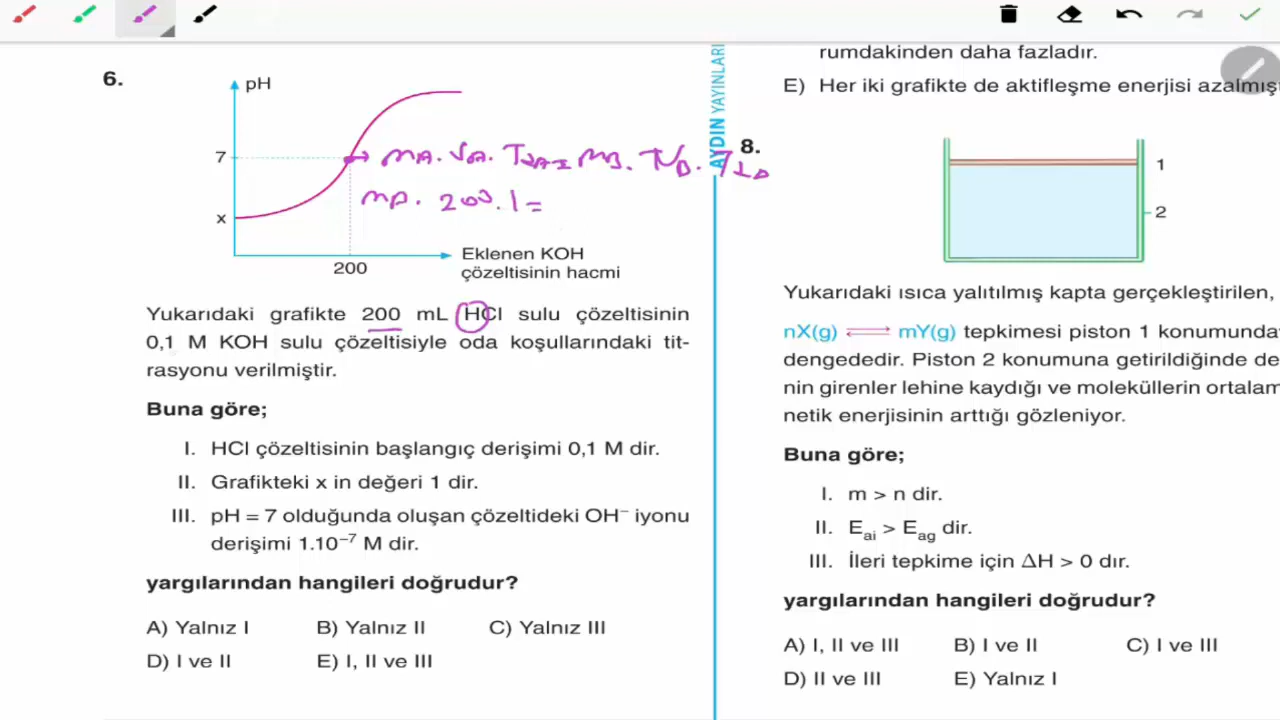 6.
pH
7
x
200
Eklenen KOH
çözeltisinin hacmi
MA. VA. TVA = MB. VB. TD
MA. 200. 1 =
Yukarıdaki grafikte 200 mL HCl sulu çözeltisinin
0,1 M KOH sulu çözeltisiyle oda koşullarındaki tit-
rasyonu verilmiştir.
Buna göre;
I. HCl çözeltisinin başlangıç derişimi 0,1 M dir.
II. Grafikteki x in değeri 1 dir.
III. pH = 7 olduğunda oluşan çözeltideki OH⁻ iyonu
derişimi 1.10⁻⁷ M dir.
yargılarından hangileri doğrudur?
A) Yalnız I B) Yalnız II C) Yalnız III
D) I ve II E) I, II ve III
AYDIN YAYINLARI
rumdakinden daha fazladır.
E) Her iki grafikte de aktifleşme enerjisi azalmışt
8.
1
2
Yukarıdaki ısıca yalıtılmış kapta gerçekleştirilen,
nX(g) ⇌ mY(g) tepkimesi piston 1 konumunda
dengededir. Piston 2 konumuna getirildiğinde de
nin girenler lehine kaydığı ve moleküllerin ortalam
netik enerjisinin arttığı gözleniyor.
Buna göre;
I. m > n dir.
II. Eai > Eag dir.
III. İleri tepkime için ΔH > 0 dır.
yargılarından hangileri doğrudur?
A) I, II ve III B) I ve II C) I ve III
D) II ve III E) Yalnız I